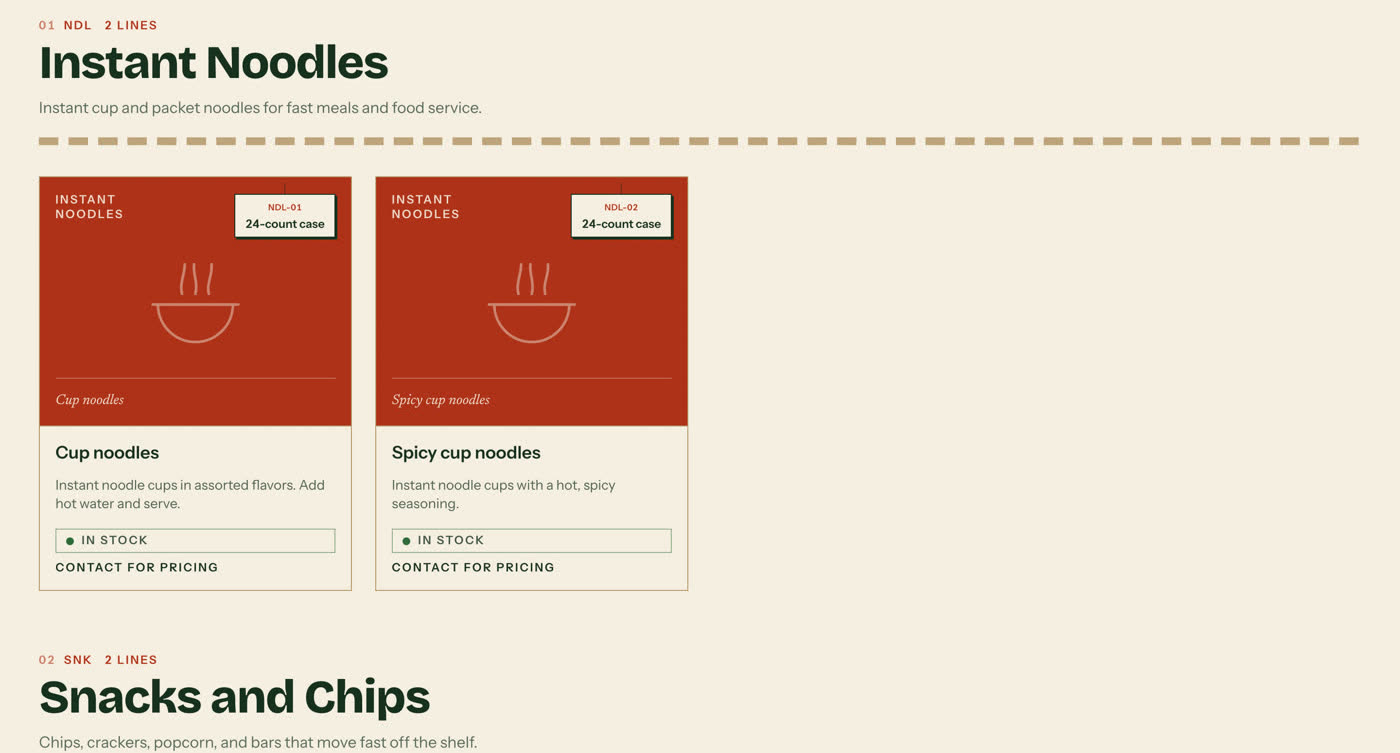 01 NDL 2 LINES
Instant Noodles
Instant cup and packet noodles for fast meals and food service.
INSTANT
NOODLES
NDL-01
24-count case
Cup noodles
Cup noodles
Instant noodle cups in assorted flavors. Add
hot water and serve.
IN STOCK
CONTACT FOR PRICING
INSTANT
NOODLES
NDL-02
24-count case
Spicy cup noodles
Spicy cup noodles
Instant noodle cups with a hot, spicy
seasoning.
IN STOCK
CONTACT FOR PRICING
02 SNK 2 LINES
Snacks and Chips
Chips, crackers, popcorn, and bars that move fast off the shelf.